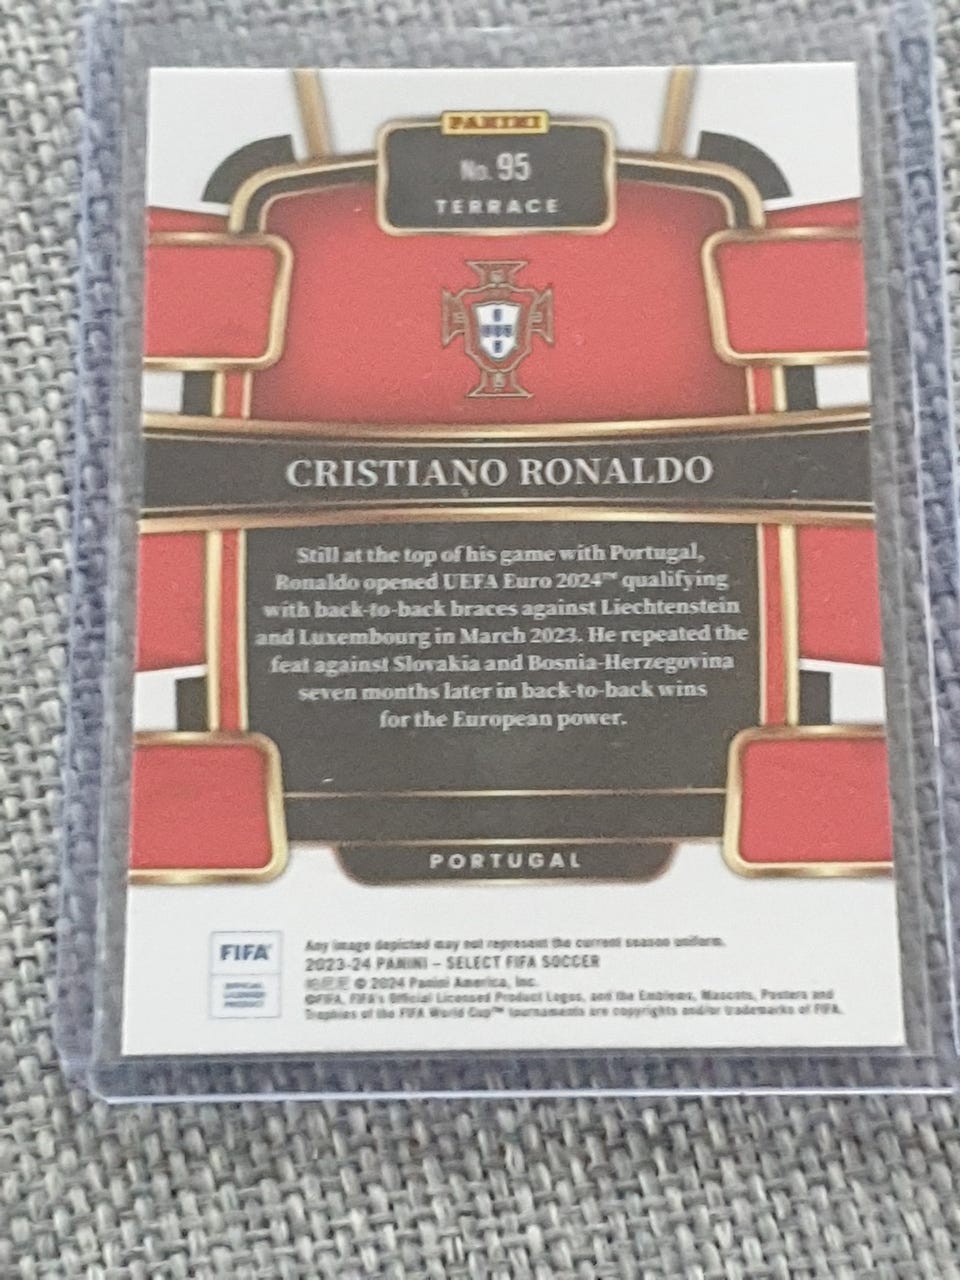 PANINI
No. 95
TERRACE
CRISTIANO RONALDO
Still at the top of his game with Portugal,
Ronaldo opened UEFA Euro 2024™ qualifying
with back-to-back braces against Liechtenstein
and Luxembourg in March 2023. He repeated the
feat against Slovakia and Bosnia-Herzegovina
seven months later in back-to-back wins
for the European power.
PORTUGAL
FIFA®
OFFICIAL
LICENSED
PRODUCT
Any image depicted may not represent the current season uniform.
2023-24 PANINI – SELECT FIFA SOCCER
© 2024 Panini America, Inc.
©FIFA, FIFA's Official Licensed Product Logos, and the Emblems, Mascots, Posters and
Trophies of the FIFA World Cup™ tournaments are copyrights and/or trademarks of FIFA.